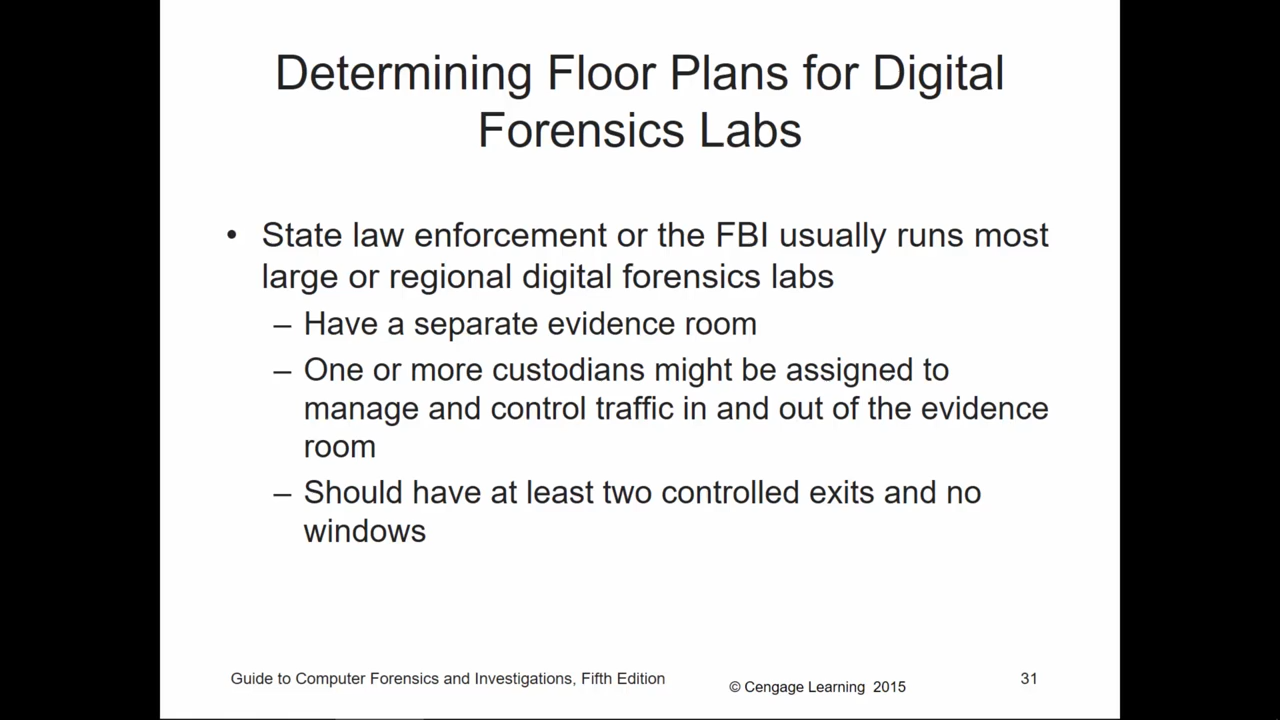 Determining Floor Plans for Digital
Forensics Labs
• State law enforcement or the FBI usually runs most
large or regional digital forensics labs
– Have a separate evidence room
– One or more custodians might be assigned to
manage and control traffic in and out of the evidence
room
– Should have at least two controlled exits and no
windows
Guide to Computer Forensics and Investigations, Fifth Edition
© Cengage Learning 2015
31